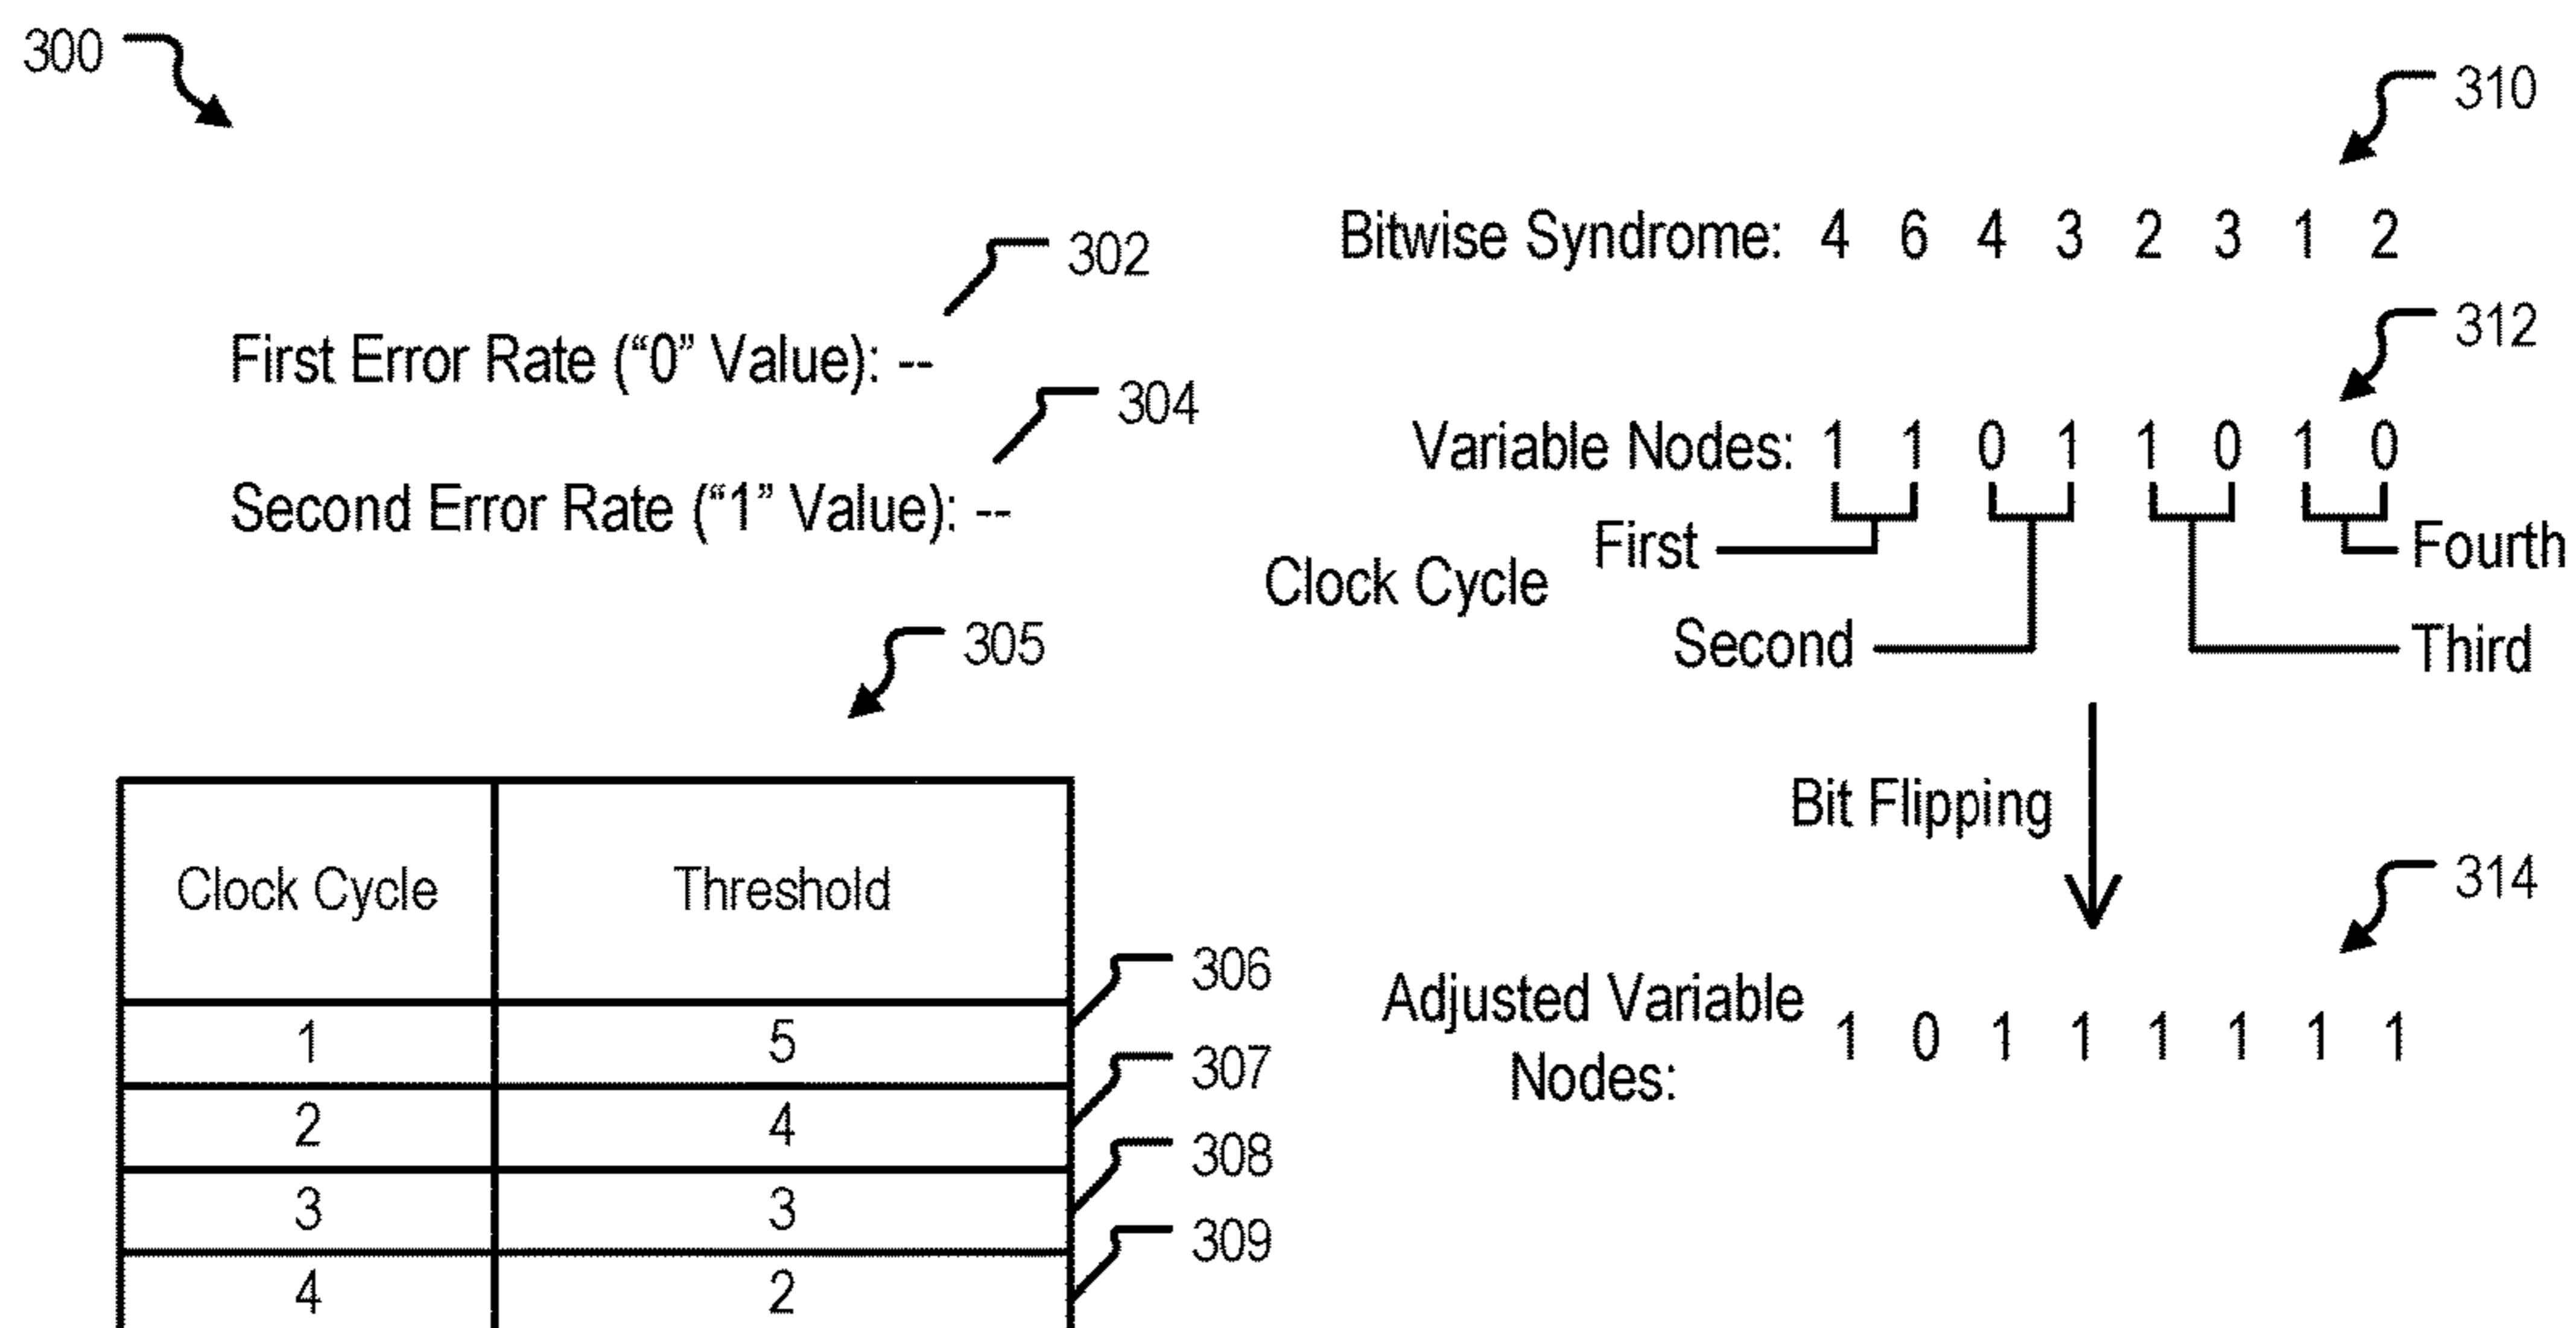 300
310
Bitwise Syndrome: 4 6 4 3 2 3 1 2
302
First Error Rate (“0” Value): --
312
304
Variable Nodes: 1 1 0 1 1 0 1 0
Second Error Rate (“1” Value): --
First
Fourth
Clock Cycle
Second
Third
305
Bit Flipping
Clock Cycle Threshold
314
306
Adjusted Variable
Nodes: 1 0 1 1 1 1 1 1
1 5
307
2 4
308
3 3
309
4 2